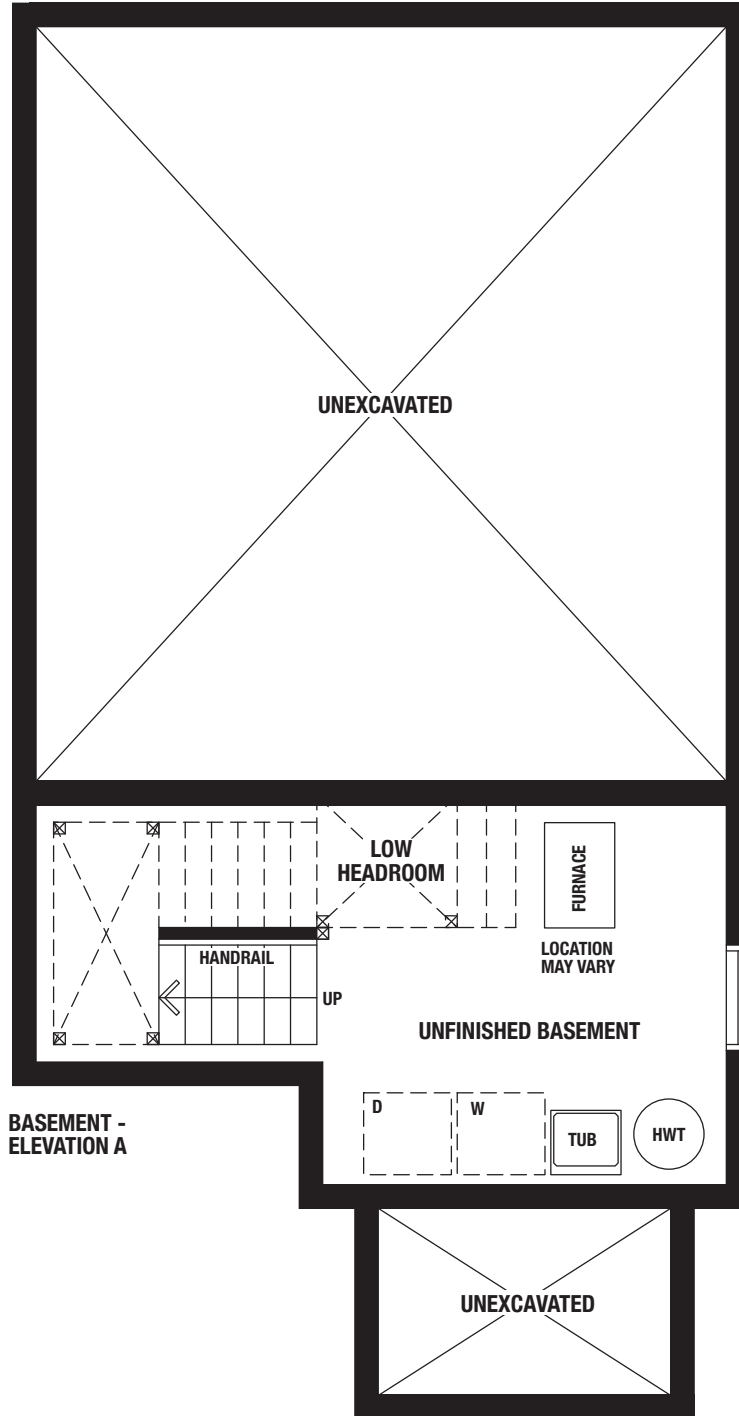 UNEXCAVATED
LOW
HEADROOM
FURNACE
LOCATION
MAY VARY
HANDRAIL
UP
UNFINISHED BASEMENT
D
W
TUB
HWT
BASEMENT -
ELEVATION A
UNEXCAVATED